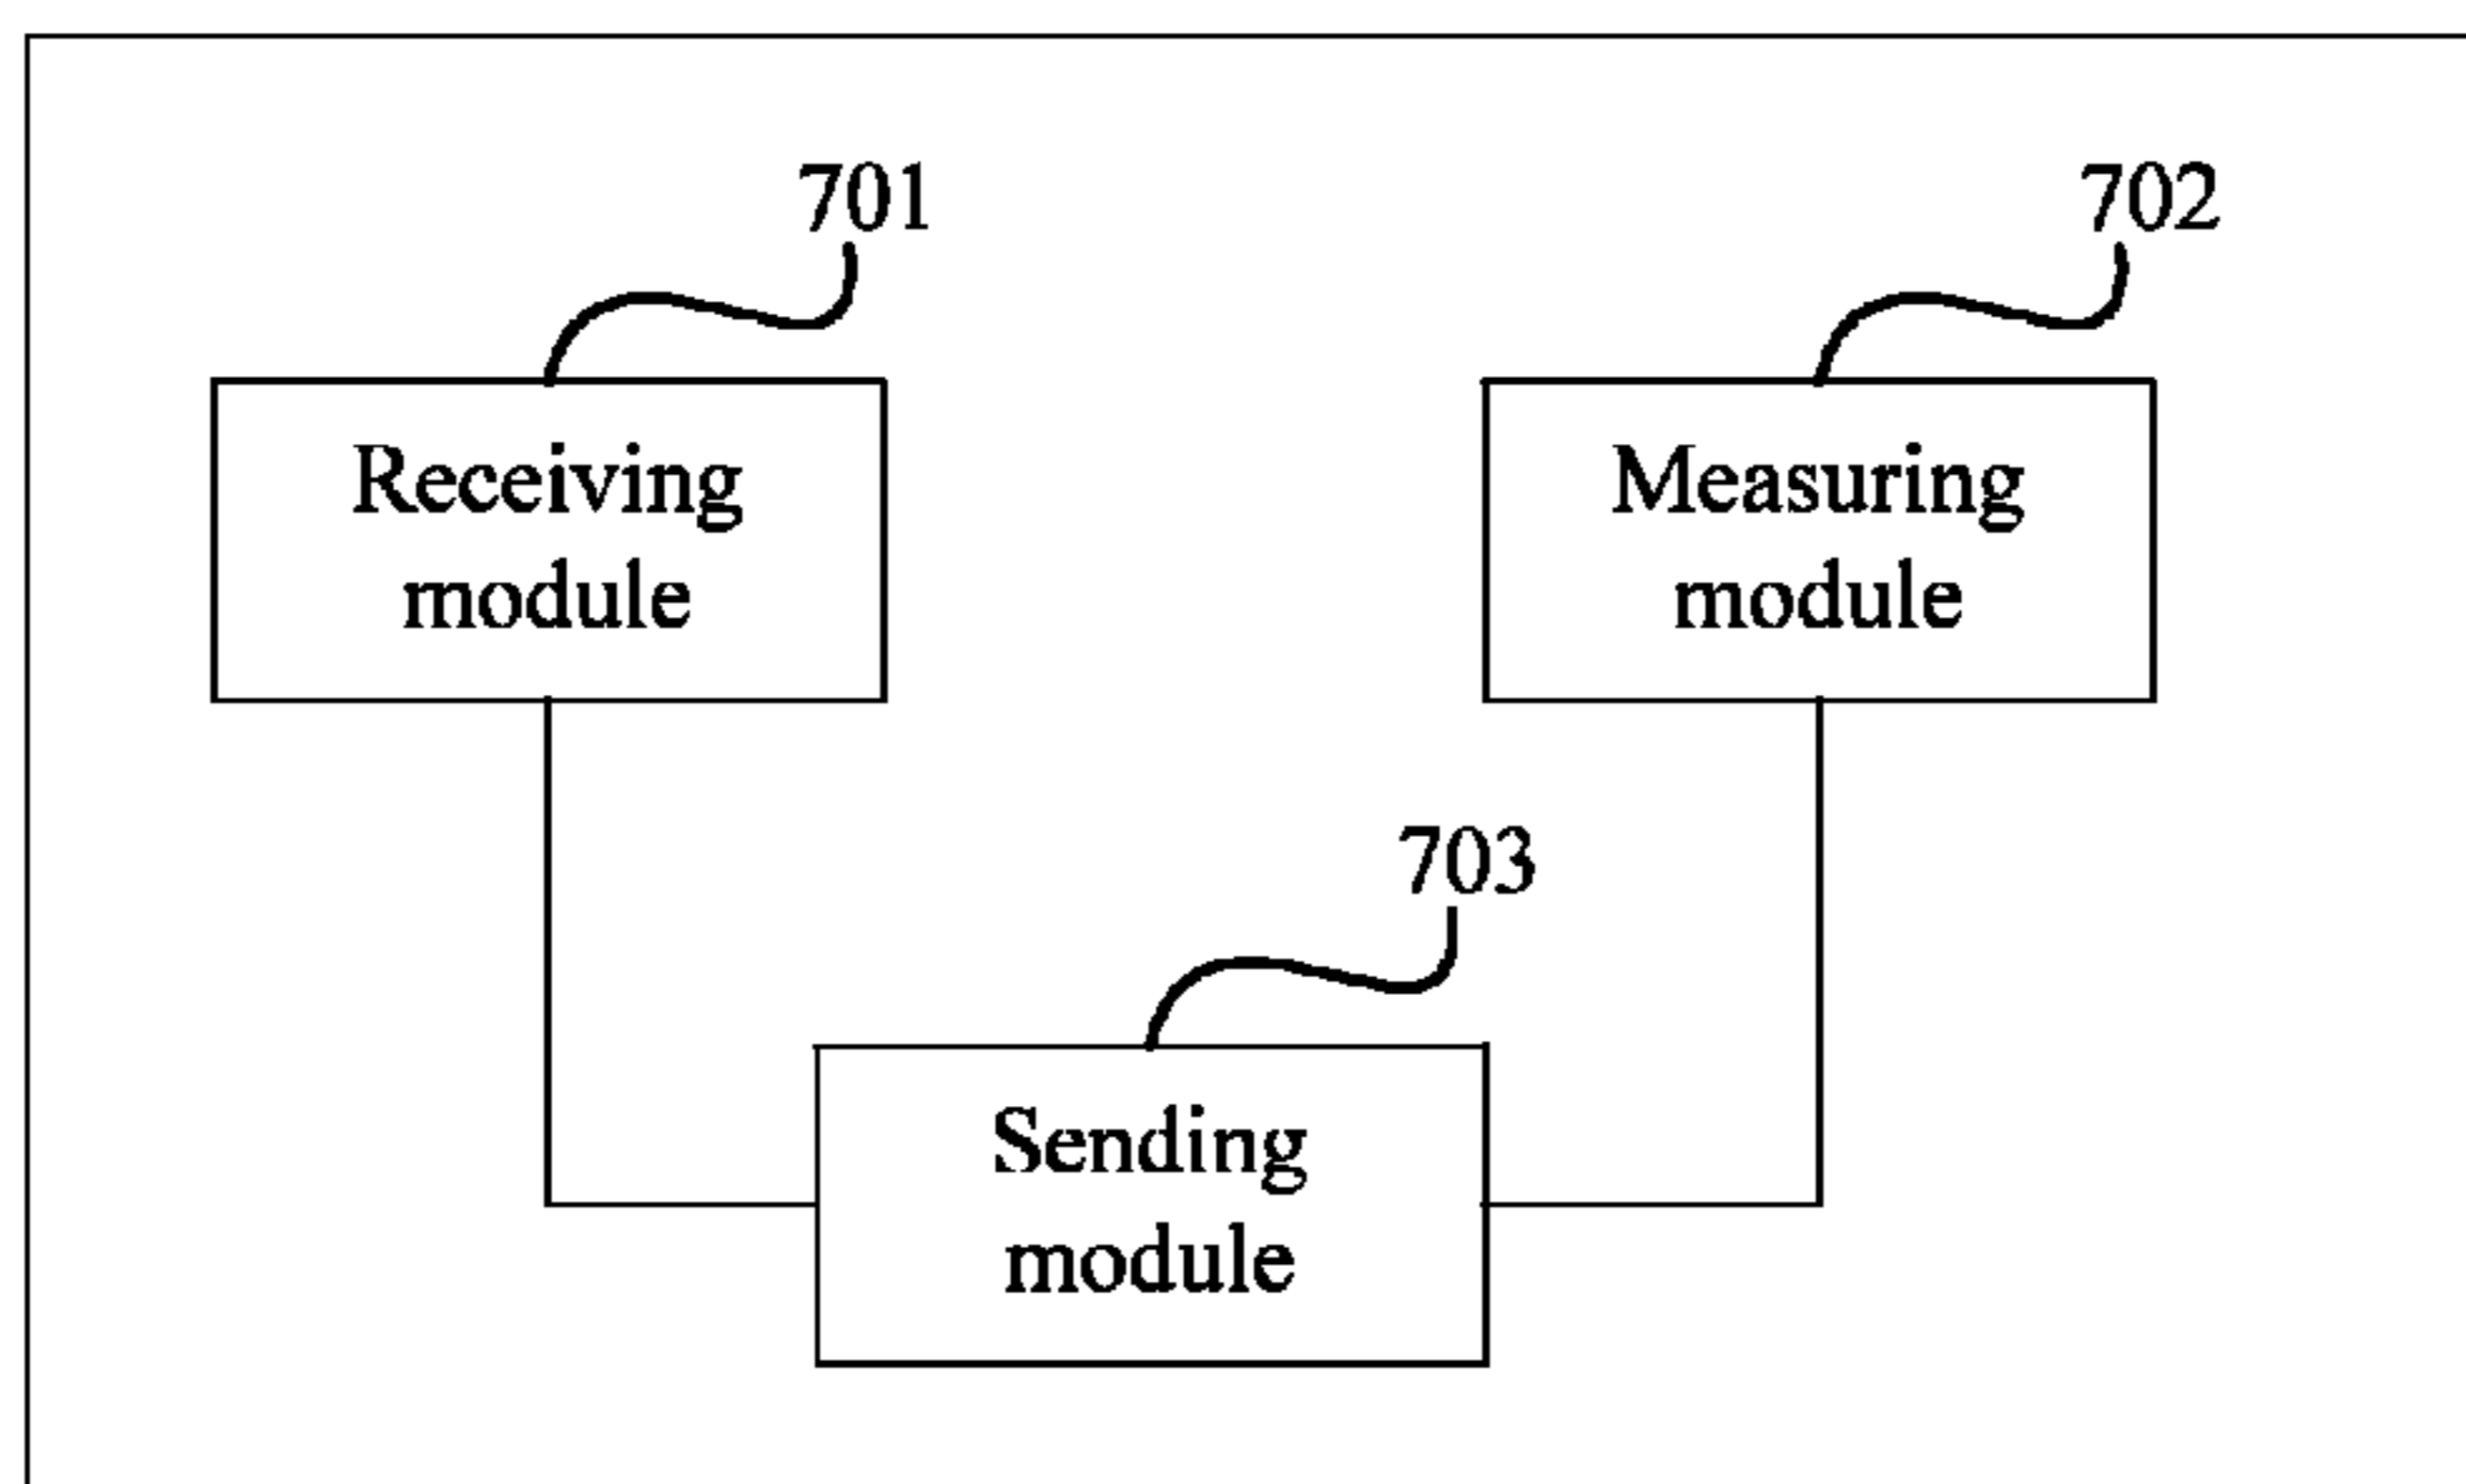 701
702
Receiving
module
Measuring
module
703
Sending
module